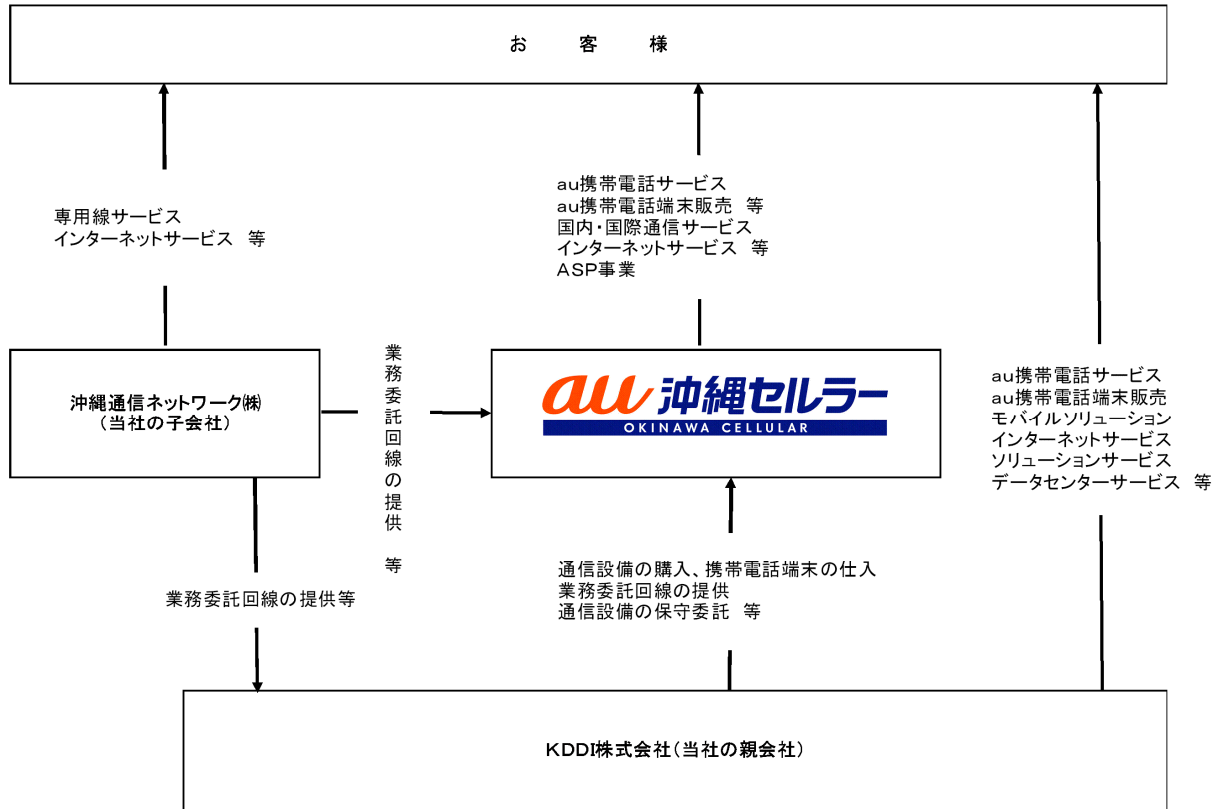 お　客　様
専用線サービス
インターネットサービス　等
au携帯電話サービス
au携帯電話端末販売　等
国内・国際通信サービス
インターネットサービス　等
ASP事業
沖縄通信ネットワーク㈱
（当社の子会社）
業務委託回線の提供　等
au沖縄セルラー
OKINAWA CELLULAR
au携帯電話サービス
au携帯電話端末販売
モバイルソリューション
インターネットサービス
ソリューションサービス
データセンターサービス　等
業務委託回線の提供等
通信設備の購入、携帯電話端末の仕入
業務委託回線の提供
通信設備の保守委託　等
KDDI株式会社（当社の親会社）